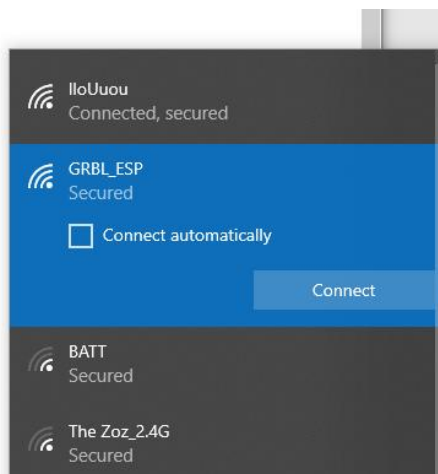 IloUuou
Connected, secured
GRBL_ESP
Secured
Connect automatically
Connect
BATT
Secured
The Zoz_2.4G
Secured